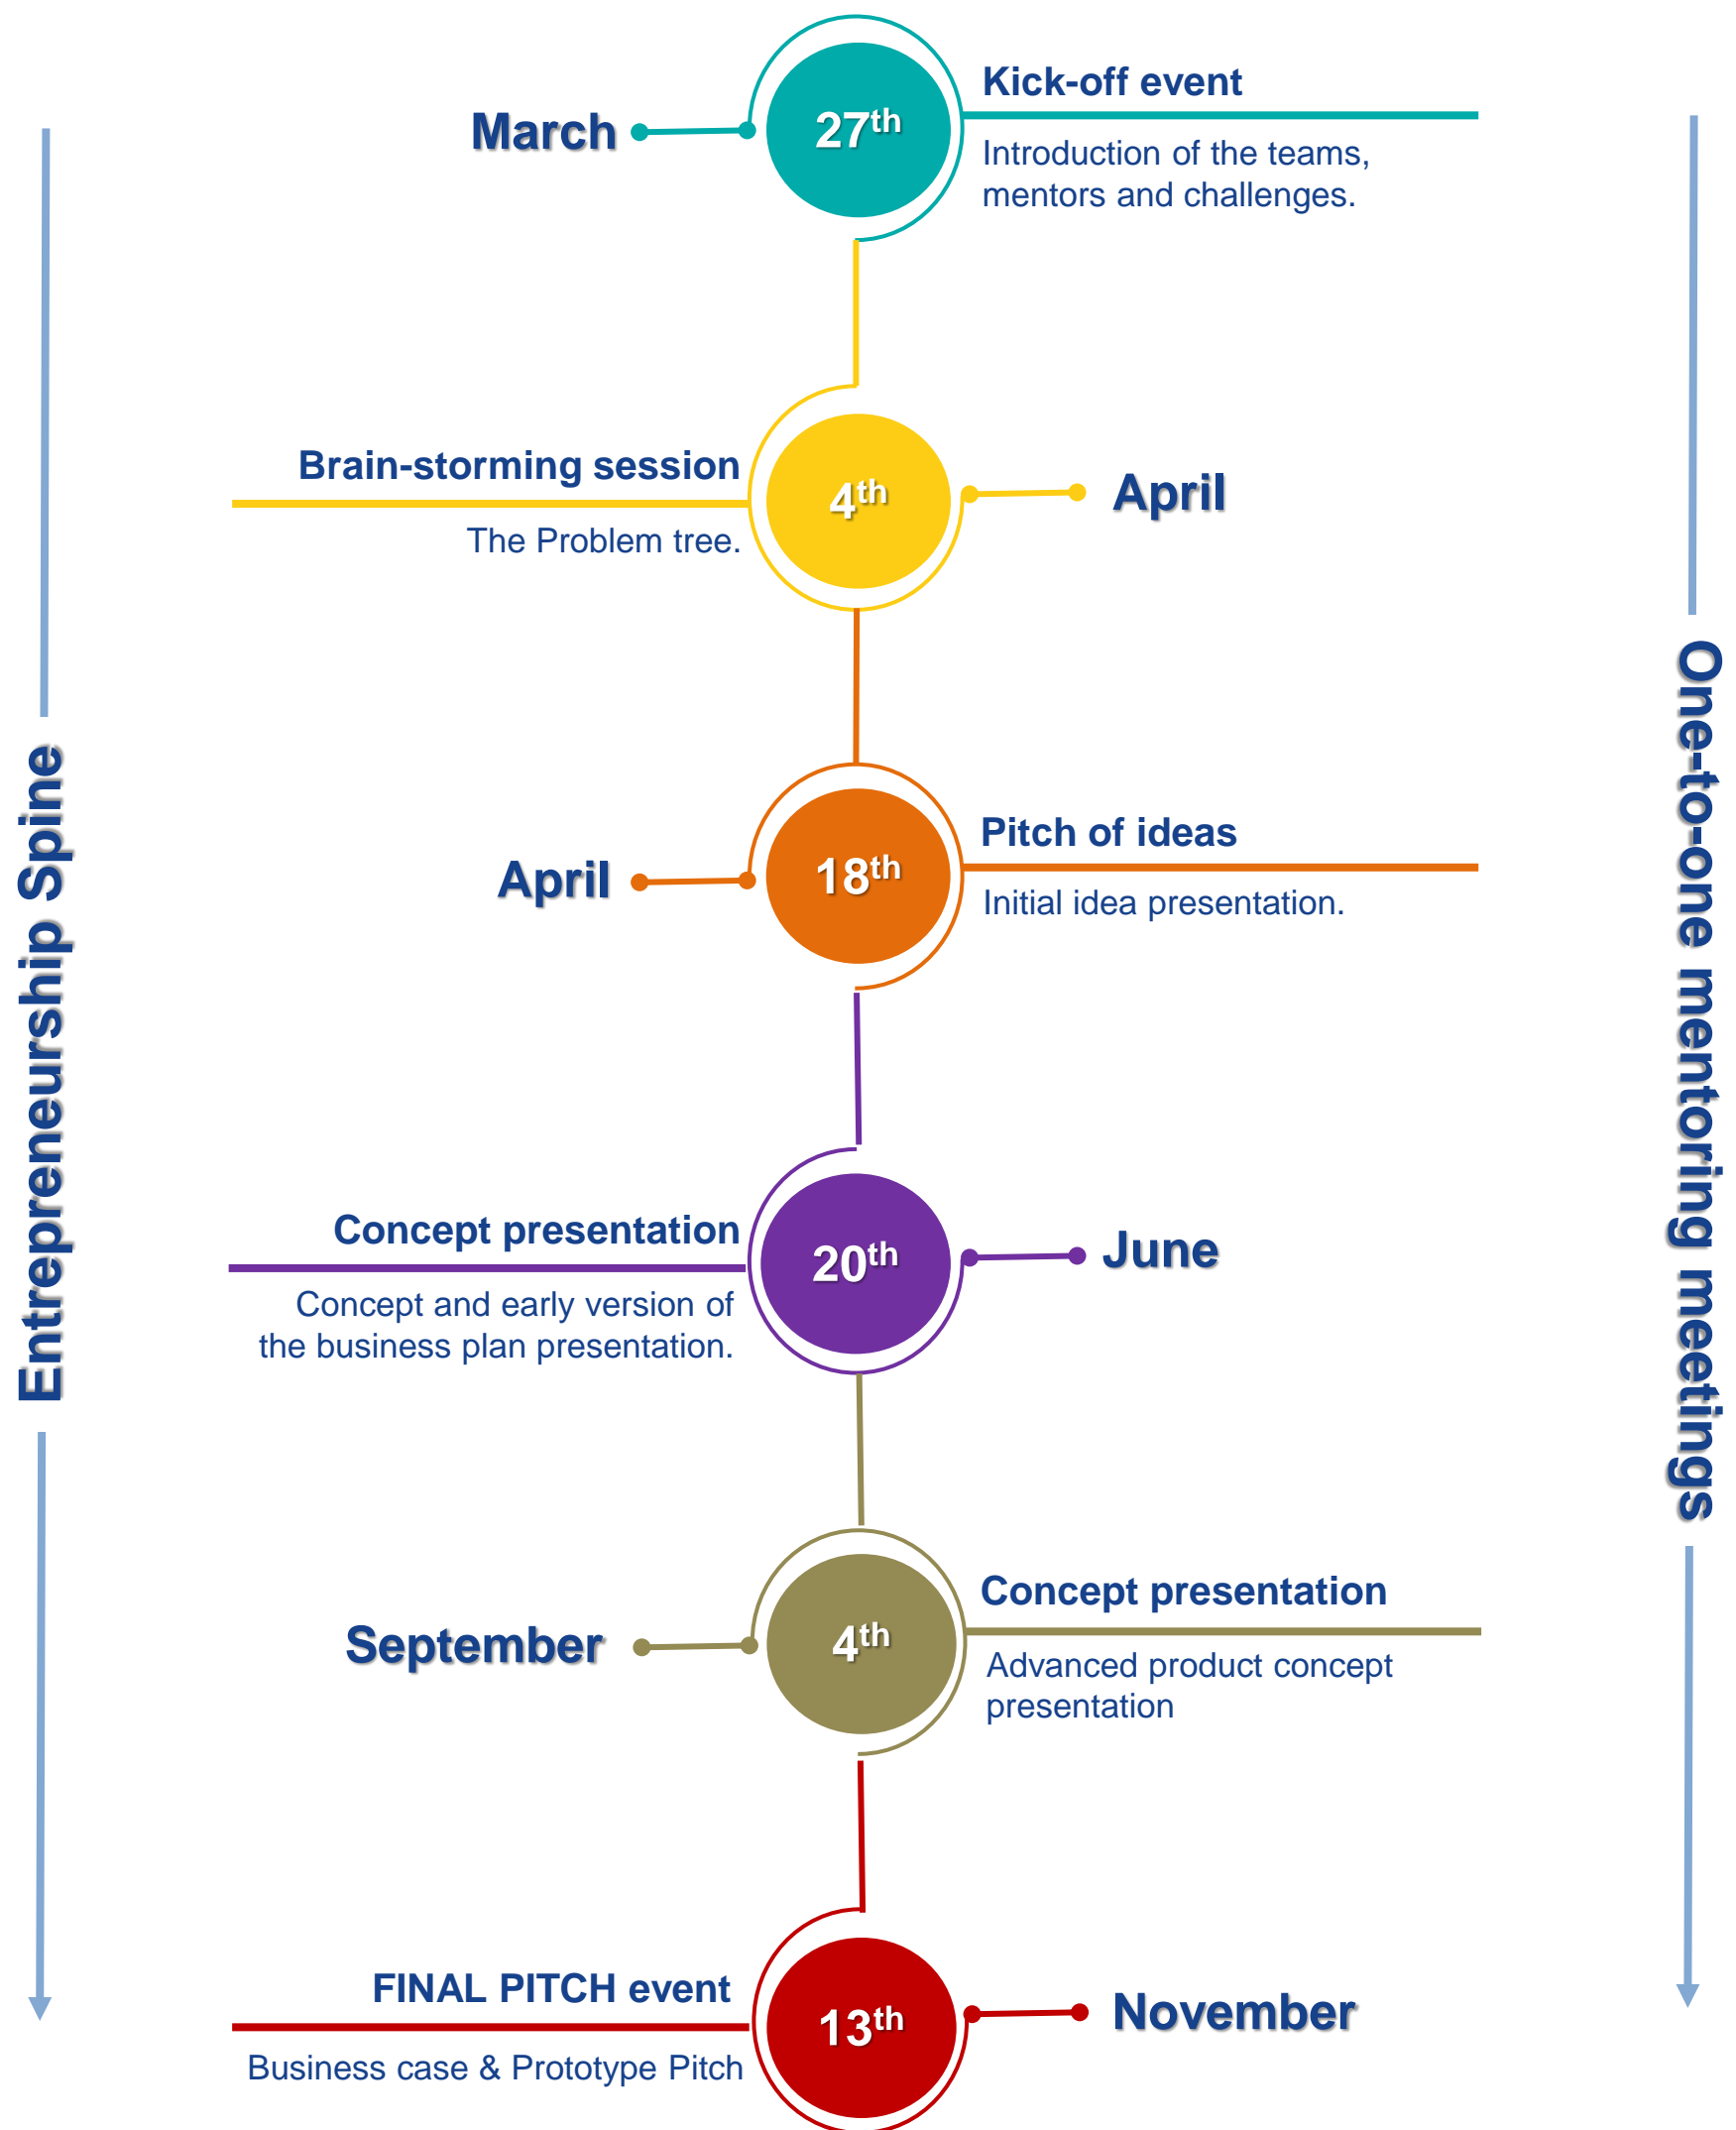 March
27th
Kick-off event
Introduction of the teams,
mentors and challenges.
Brain-storming session
The Problem tree.
4th
April
April
18th
Pitch of ideas
Initial idea presentation.
Concept presentation
Concept and early version of
the business plan presentation.
20th
June
September
4th
Concept presentation
Advanced product concept
presentation
FINAL PITCH event
Business case & Prototype Pitch
13th
November
Entrepreneurship Spine
One-to-one mentoring meetings